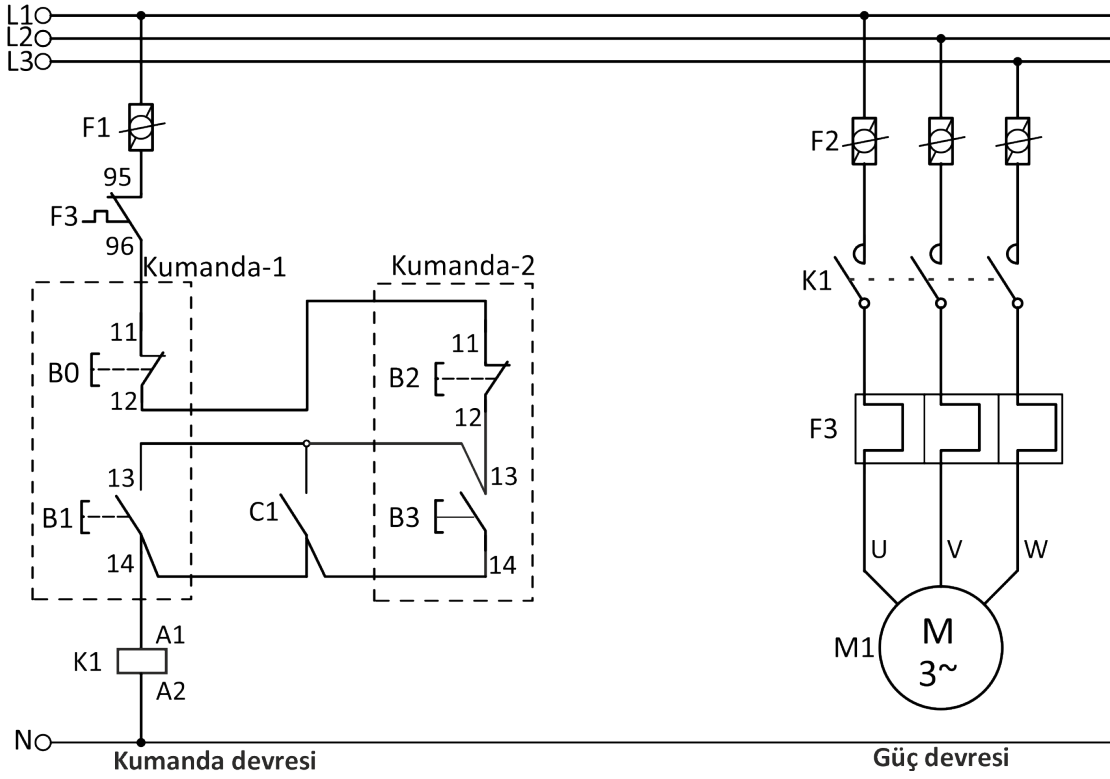 L1
L2
L3
F1
F2
95
F3
96
Kumanda-1
Kumanda-2
K1
11
11
B0
B2
12
12
F3
13
13
B1
C1
B3
14
14
U
V
W
A1
K1
A2
M1
M
3~
N
Kumanda devresi
Güç devresi